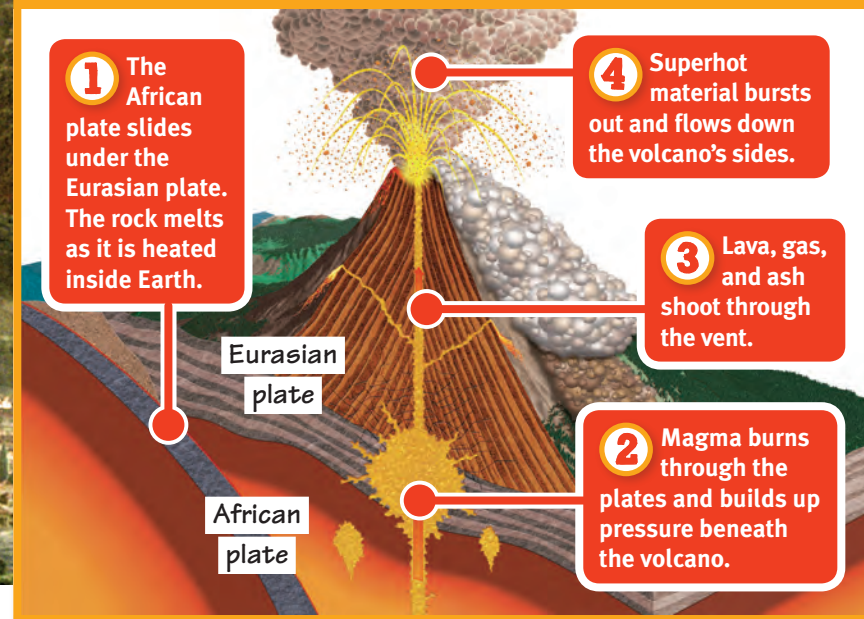 1 The
African
plate slides
under the
Eurasian plate.
The rock melts
as it is heated
inside Earth.
4 Superhot
material bursts
out and flows down
the volcano's sides.
3 Lava, gas,
and ash
shoot through
the vent.
Eurasian
plate
2 Magma burns
through the
plates and builds up
pressure beneath
the volcano.
African
plate